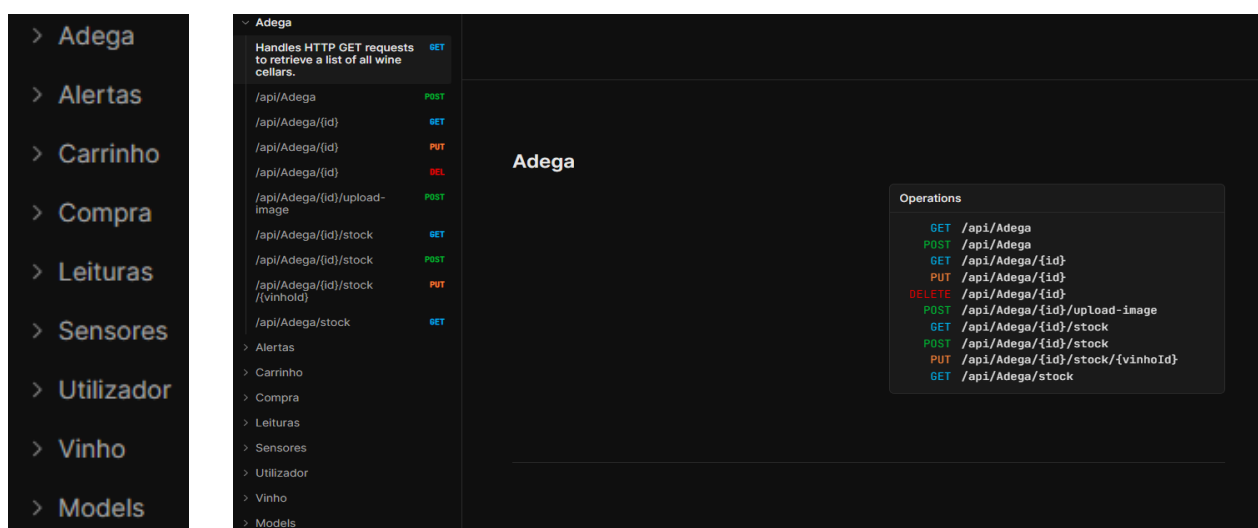 Adega
Alertas
Carrinho
Compra
Leituras
Sensores
Utilizador
Vinho
Models
Adega
Handles HTTP GET requests GET
to retrieve a list of all wine
cellars.
/api/Adega POST
/api/Adega/{id} GET
/api/Adega/{id} PUT
/api/Adega/{id} DEL
/api/Adega/{id}/upload- POST
image
/api/Adega/{id}/stock GET
/api/Adega/{id}/stock POST
/api/Adega/{id}/stock PUT
/{vinhoId}
/api/Adega/stock GET
Alertas
Carrinho
Compra
Leituras
Sensores
Utilizador
Vinho
Models
Adega
Operations
GET /api/Adega
POST /api/Adega
GET /api/Adega/{id}
PUT /api/Adega/{id}
DELETE /api/Adega/{id}
POST /api/Adega/{id}/upload-image
GET /api/Adega/{id}/stock
POST /api/Adega/{id}/stock
PUT /api/Adega/{id}/stock/{vinhoId}
GET /api/Adega/stock